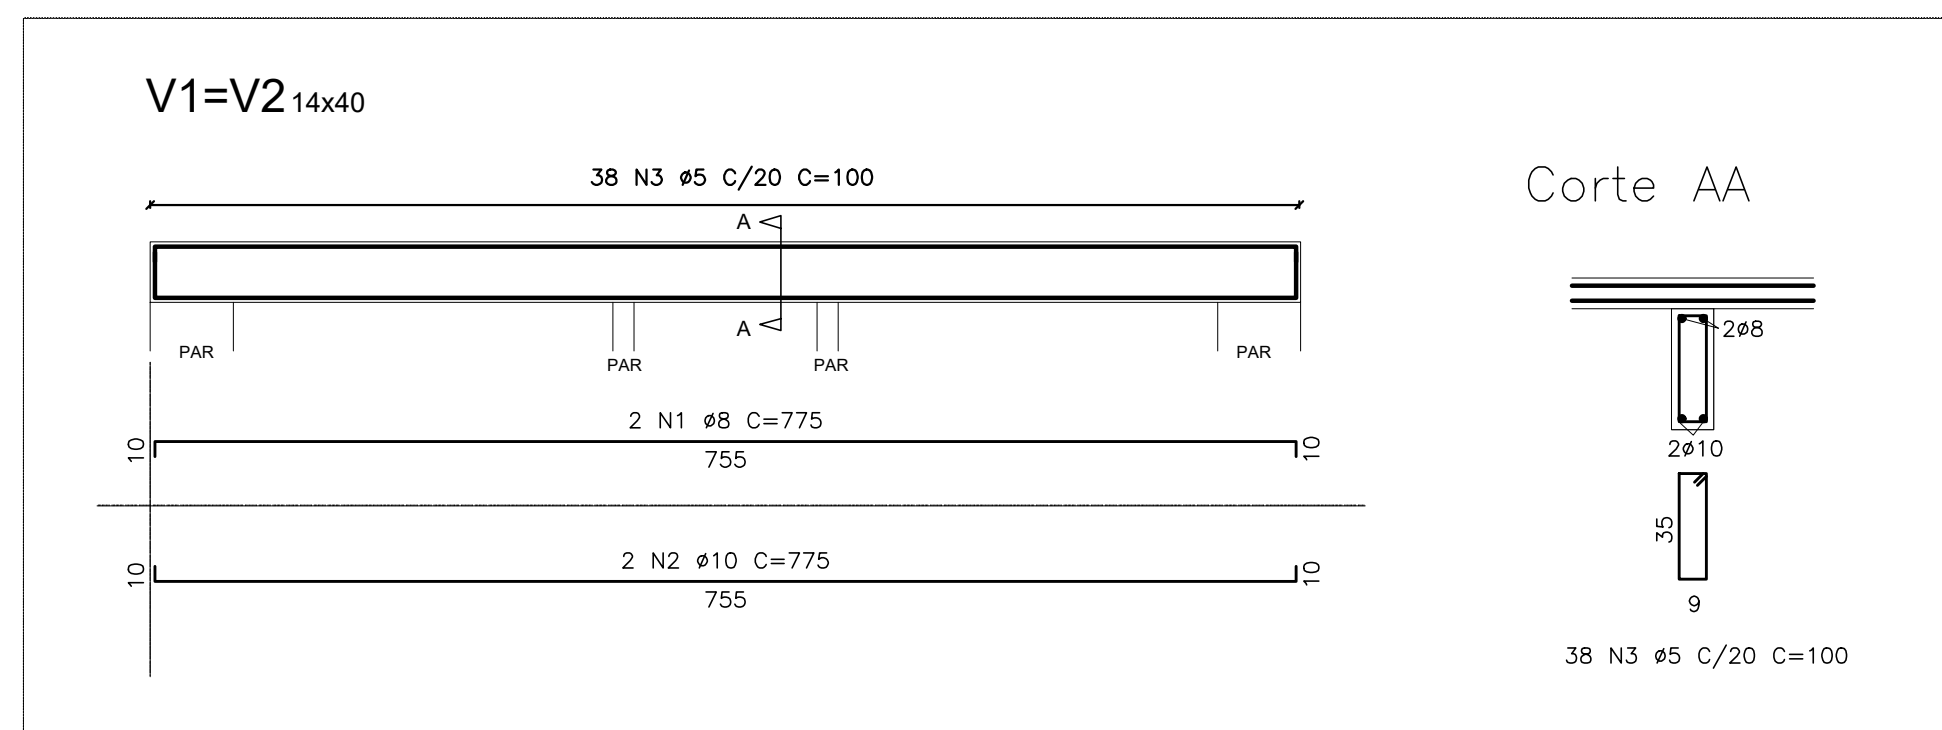 V1=V2 14x40
38 N3 ø5 C/20 C=100
Corte AA
A
A
PAR
PAR
PAR
PAR
2ø8
2 N1 ø8 C=775
10
10
755
2ø10
2 N2 ø10 C=775
10
10
755
35
9
38 N3 ø5 C/20 C=100